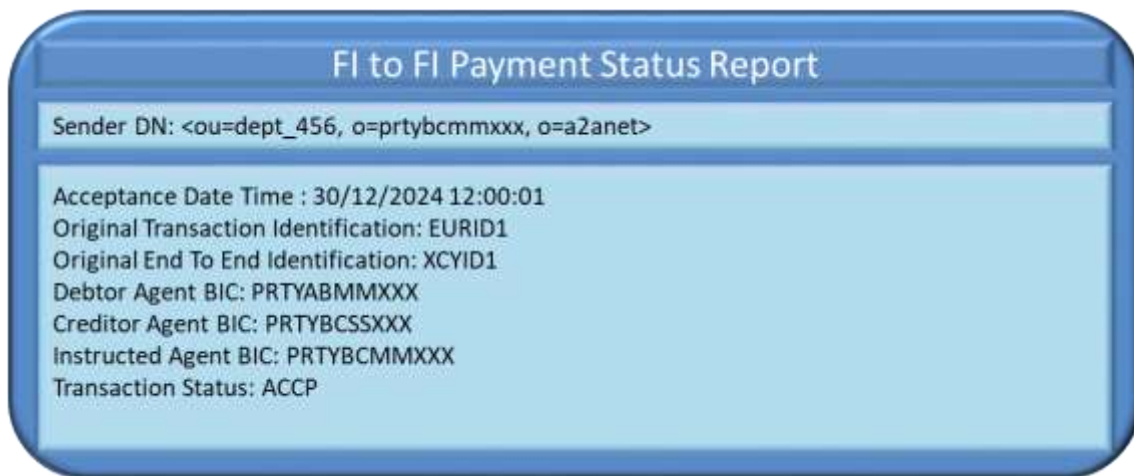 FI to FI Payment Status Report
Sender DN: <ou=dept_456, o=prtybcmmxxx, o=a2anet>
Acceptance Date Time : 30/12/2024 12:00:01
Original Transaction Identification: EURID1
Original End To End Identification: XCYID1
Debtor Agent BIC: PRTYABMMXXX
Creditor Agent BIC: PRTYBCSSXXX
Instructed Agent BIC: PRTYBCMMXXX
Transaction Status: ACCP